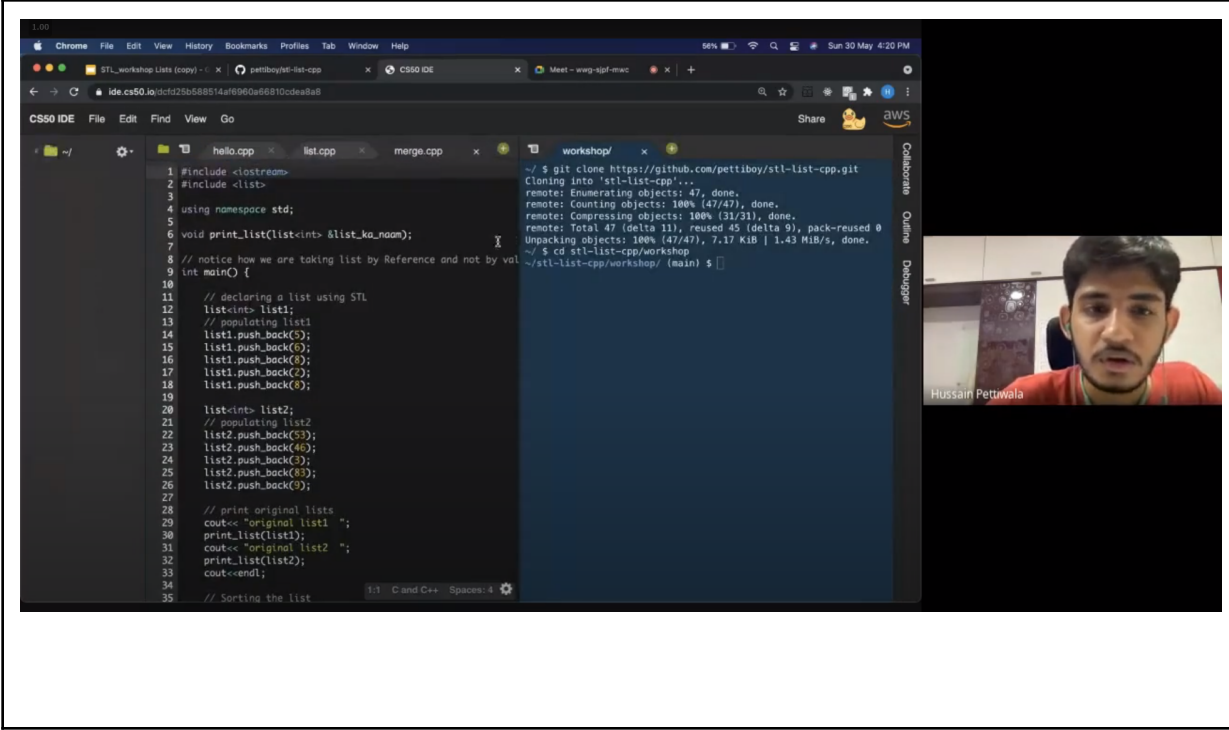 1.00
Chrome File Edit View History Bookmarks Profiles Tab Window Help 56% Sun 30 May 4:20 PM
STL_workshop Lists (copy) - G × pettiboy/stl-list-cpp × CS50 IDE × Meet – wwg-sjpf-mwc × +
ide.cs50.io/dcfd25b588514af6960a66810cdea8a8
CS50 IDE File Edit Find View Go Share aws
~/ hello.cpp × list.cpp × merge.cpp × workshop/ ×
1 #include <iostream>
2 #include <list>
3
4 using namespace std;
5
6 void print_list(list<int> &list_ka_naam);
7
8 // notice how we are taking list by Reference and not by val
9 int main() {
10
11 // declaring a list using STL
12 list<int> list1;
13 // populating list1
14 list1.push_back(5);
15 list1.push_back(6);
16 list1.push_back(8);
17 list1.push_back(2);
18 list1.push_back(8);
19
20 list<int> list2;
21 // populating list2
22 list2.push_back(53);
23 list2.push_back(46);
24 list2.push_back(3);
25 list2.push_back(83);
26 list2.push_back(9);
27
28 // print original lists
29 cout<< "original list1 ";
30 print_list(list1);
31 cout<< "original list2 ";
32 print_list(list2);
33 cout<<endl;
34
35 // Sorting the list
1:1 C and C++ Spaces: 4
~/ $ git clone https://github.com/pettiboy/stl-list-cpp.git
Cloning into 'stl-list-cpp'...
remote: Enumerating objects: 47, done.
remote: Counting objects: 100% (47/47), done.
remote: Compressing objects: 100% (31/31), done.
remote: Total 47 (delta 11), reused 45 (delta 9), pack-reused 0
Unpacking objects: 100% (47/47), 7.17 KiB | 1.43 MiB/s, done.
~/ $ cd stl-list-cpp/workshop
~/stl-list-cpp/workshop/ (main) $
Collaborate
Outline
Debugger
Hussain Pettiwala